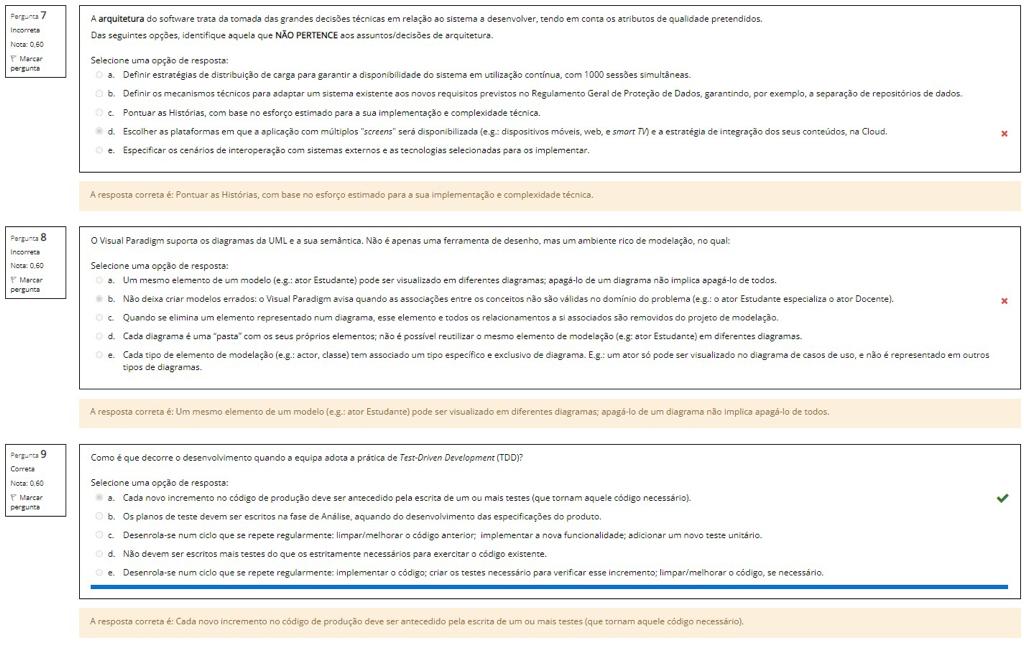 Pergunta 7
Incorreta
Nota: 0,60
Marcar
pergunta
A arquitetura do software trata da tomada das grandes decisões técnicas em relação ao sistema a desenvolver, tendo em conta os atributos de qualidade pretendidos.
Das seguintes opções, identifique aquela que NÃO PERTENCE aos assuntos/decisões de arquitetura.
Selecione uma opção de resposta:
a. Definir estratégias de distribuição de carga para garantir a disponibilidade do sistema em utilização contínua, com 1000 sessões simultâneas.
b. Definir os mecanismos técnicos para adaptar um sistema existente aos novos requisitos previstos no Regulamento Geral de Proteção de Dados, garantindo, por exemplo, a separação de repositórios de dados.
c. Pontuar as Histórias, com base no esforço estimado para a sua implementação e complexidade técnica.
d. Escolher as plataformas em que a aplicação com múltiplos "screens" será disponibilizada (e.g.: dispositivos móveis, web, e smart TV) e a estratégia de integração dos seus conteúdos, na Cloud.
e. Especificar os cenários de interoperação com sistemas externos e as tecnologias selecionadas para os implementar.
A resposta correta é: Pontuar as Histórias, com base no esforço estimado para a sua implementação e complexidade técnica.
Pergunta 8
Incorreta
Nota: 0,60
Marcar
pergunta
O Visual Paradigm suporta os diagramas da UML e a sua semântica. Não é apenas uma ferramenta de desenho, mas um ambiente rico de modelação, no qual:
Selecione uma opção de resposta:
a. Um mesmo elemento de um modelo (e.g.: ator Estudante) pode ser visualizado em diferentes diagramas; apagá-lo de um diagrama não implica apagá-lo de todos.
b. Não deixa criar modelos errados: o Visual Paradigm avisa quando as associações entre os conceitos não são válidas no domínio do problema (e.g.: o ator Estudante especializa o ator Docente).
c. Quando se elimina um elemento representado num diagrama, esse elemento e todos os relacionamentos a si associados são removidos do projeto de modelação.
d. Cada diagrama é uma "pasta" com os seus próprios elementos; não é possível reutilizar o mesmo elemento de modelação (e.g: ator Estudante) em diferentes diagramas.
e. Cada tipo de elemento de modelação (e.g.: actor, classe) tem associado um tipo específico e exclusivo de diagrama. E.g.: um ator só pode ser visualizado no diagrama de casos de uso, e não é representado em outros
tipos de diagramas.
A resposta correta é: Um mesmo elemento de um modelo (e.g.: ator Estudante) pode ser visualizado em diferentes diagramas; apagá-lo de um diagrama não implica apagá-lo de todos.
Pergunta 9
Correta
Nota: 0,60
Marcar
pergunta
Como é que decorre o desenvolvimento quando a equipa adota a prática de Test-Driven Development (TDD)?
Selecione uma opção de resposta:
a. Cada novo incremento no código de produção deve ser antecedido pela escrita de um ou mais testes (que tornam aquele código necessário).
b. Os planos de teste devem ser escritos na fase de Análise, aquando do desenvolvimento das especificações do produto.
c. Desenrola-se num ciclo que se repete regularmente: limpar/melhorar o código anterior; implementar a nova funcionalidade; adicionar um novo teste unitário.
d. Não devem ser escritos mais testes do que os estritamente necessários para exercitar o código existente.
e. Desenrola-se num ciclo que se repete regularmente: implementar o código; criar os testes necessário para verificar esse incremento; limpar/melhorar o código, se necessário.
A resposta correta é: Cada novo incremento no código de produção deve ser antecedido pela escrita de um ou mais testes (que tornam aquele código necessário).